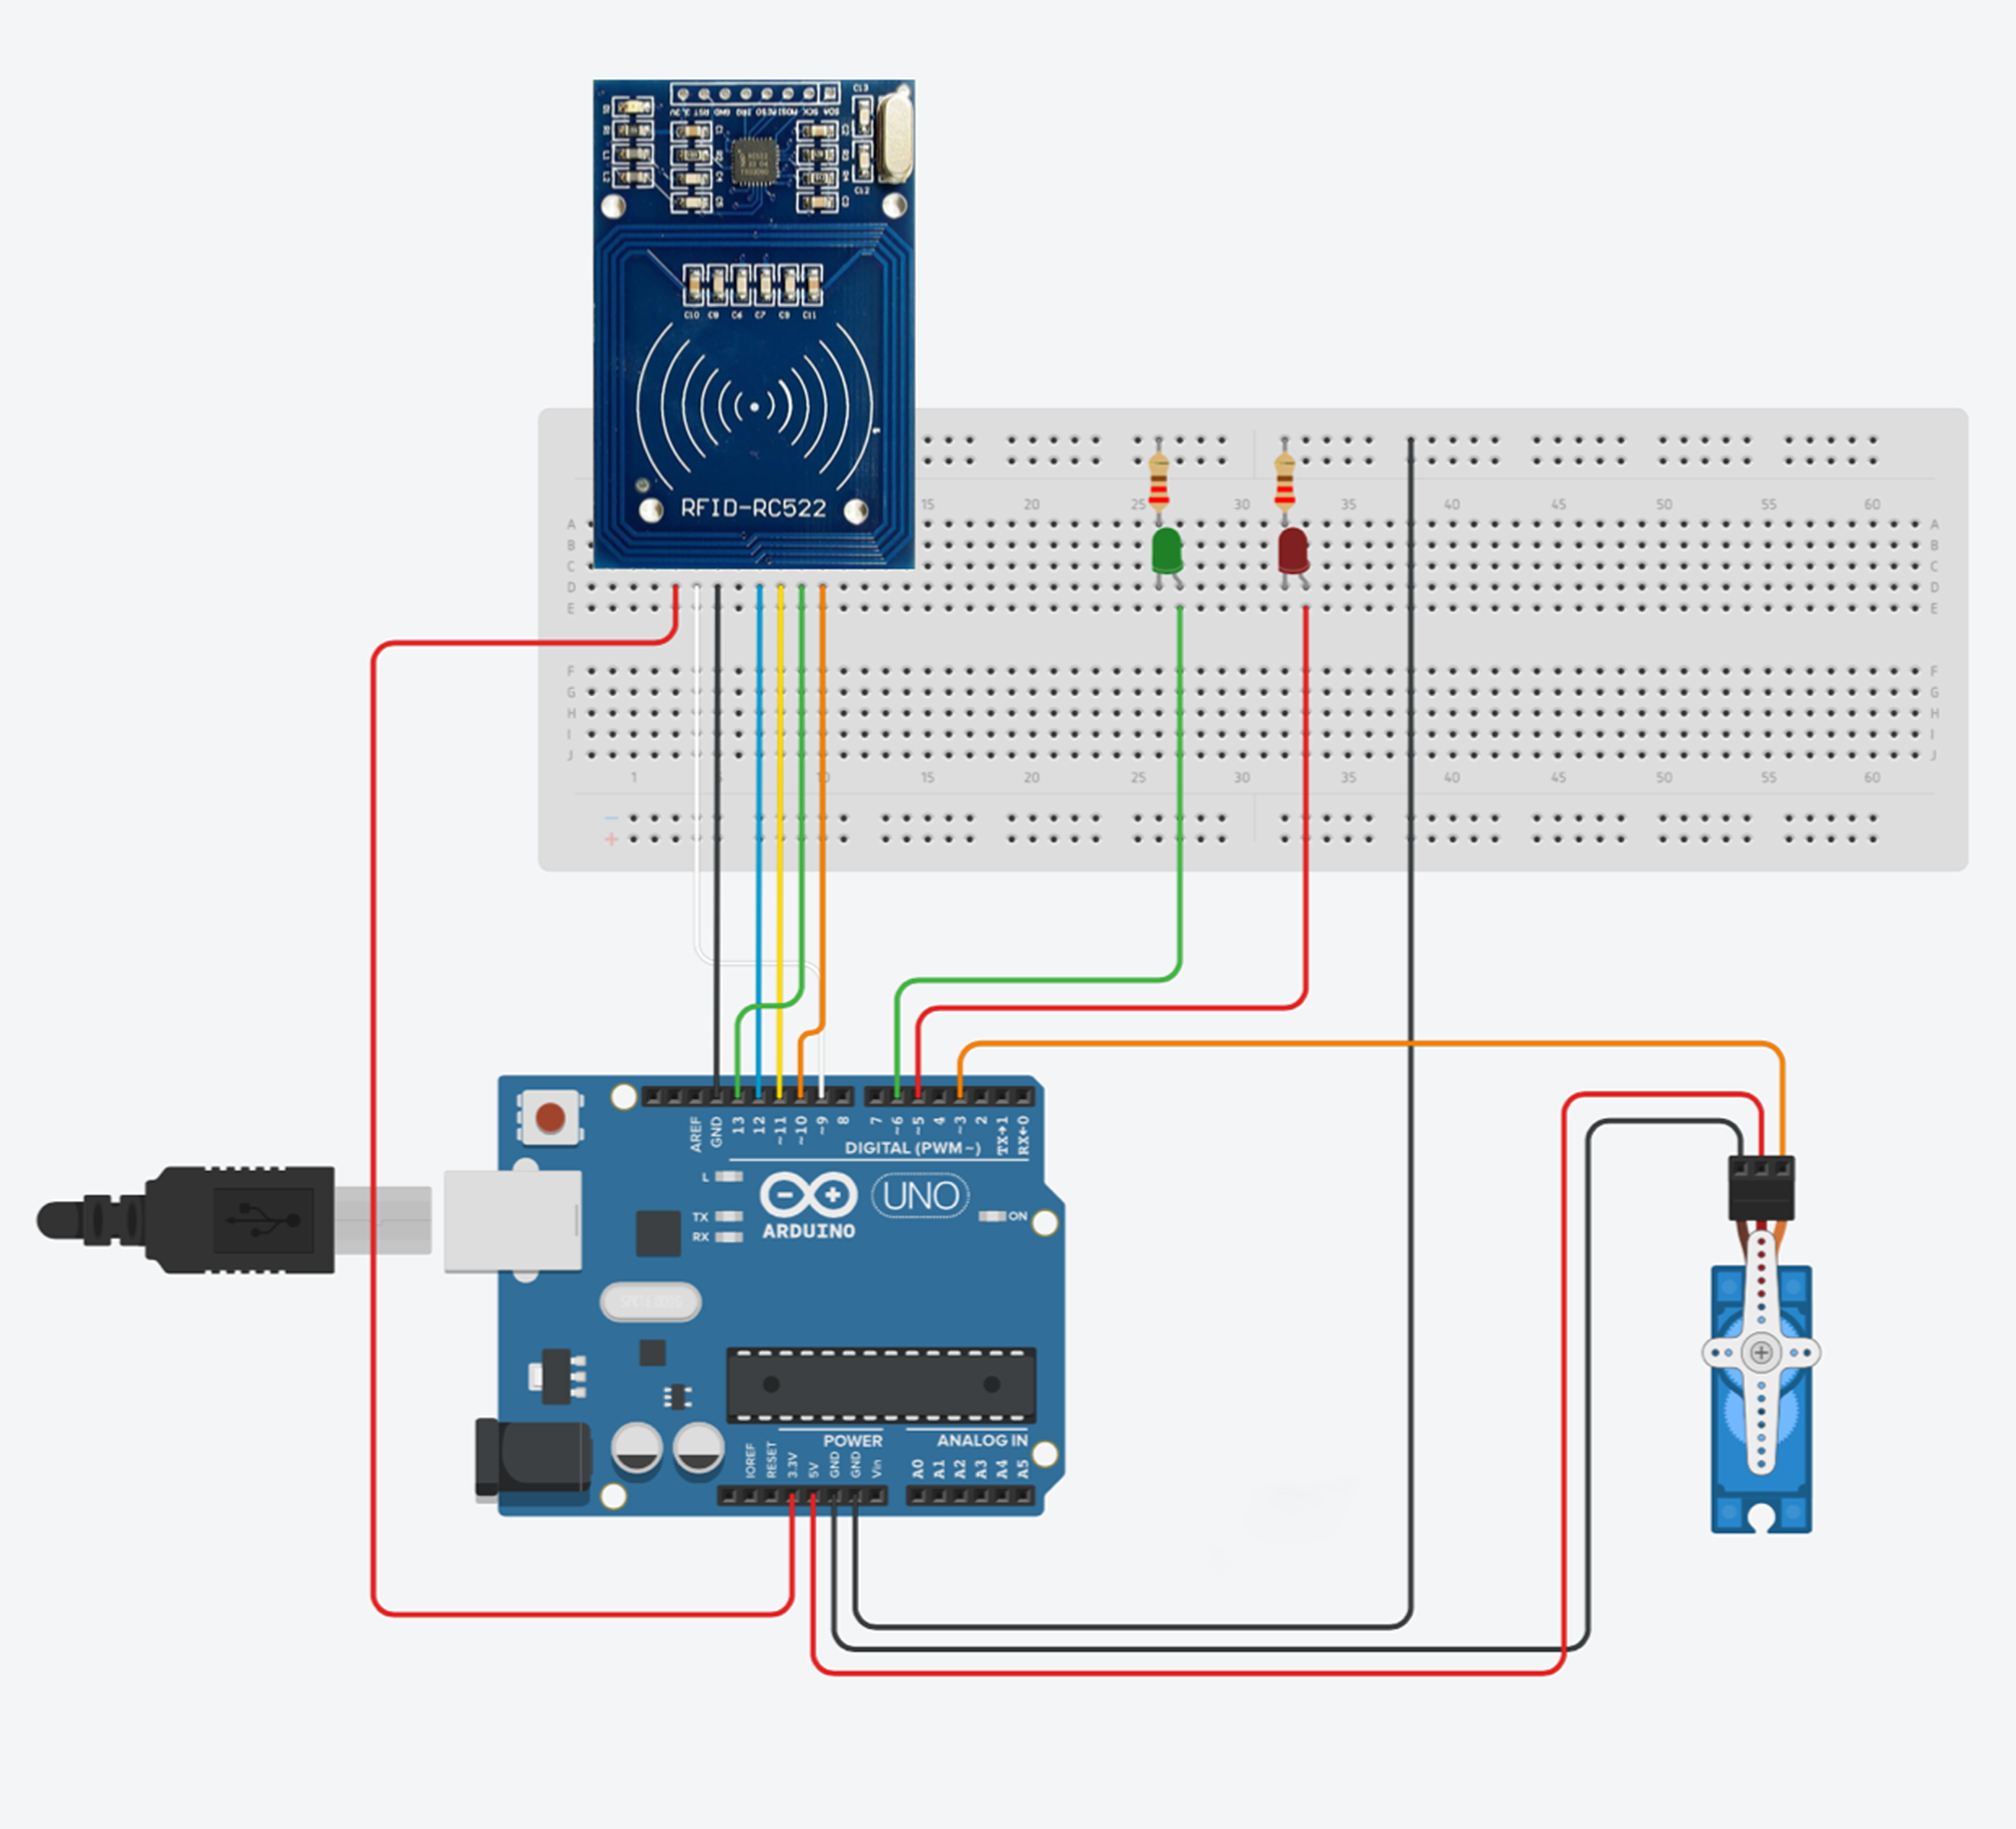 3.3V RST GND IRQ MISO MOSI SCK SDA
C13
C12
C10 C8 C6 C7 C9 C11
RFID-RC522
15 20 25 30 35 40 45 50 55 60
A A
B B
C C
D D
E E
F F
G G
H H
I I
J J
1 10 15 20 25 30 35 40 45 50 55 60
−
+
AREF GND 13 12 ~11 ~10 ~9 8 7 ~6 ~5 4 ~3 2 TX→1 RX←0
DIGITAL (PWM~)
L
TX
RX
ARDUINO
UNO
ON
POWER
ANALOG IN
IOREF RESET 3.3V 5V GND GND Vin A0 A1 A2 A3 A4 A5